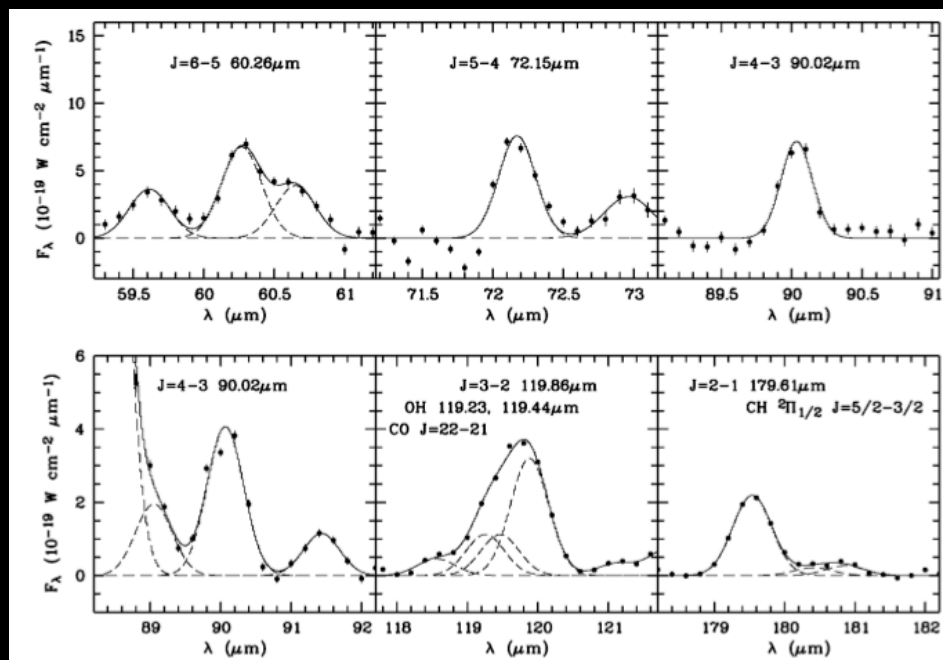 J=6-5 60.26μm
J=5-4 72.15μm
J=4-3 90.02μm
15
10
5
0
F_λ (10⁻¹⁹ W cm⁻² μm⁻¹)
59.5 60 60.5 61
71.5 72 72.5 73
89.5 90 90.5 91
λ (μm)
λ (μm)
λ (μm)
J=4-3 90.02μm
J=3-2 119.86μm
OH 119.23, 119.44μm
CO J=22-21
J=2-1 179.61μm
CH ²Π₁/₂ J=5/2-3/2
6
4
2
0
F_λ (10⁻¹⁹ W cm⁻² μm⁻¹)
89 90 91 92
118 119 120 121
179 180 181 182
λ (μm)
λ (μm)
λ (μm)